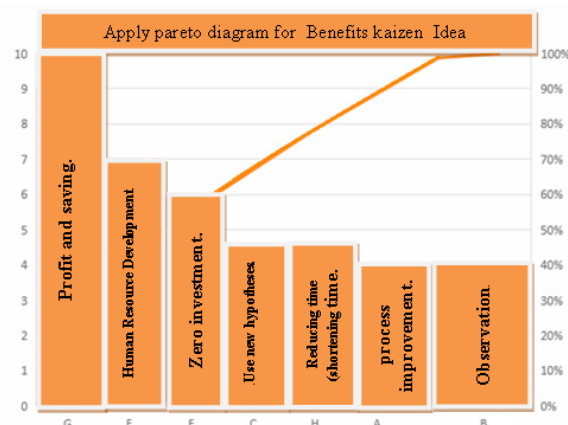 Apply pareto diagram for Benefits kaizen Idea
10
9
8
7
6
5
4
3
2
1
0
100%
90%
80%
70%
60%
50%
40%
30%
20%
10%
0%
Profit and saving.
Human Resource Development
Zero investment.
.Use new hypotheses
Reducing time
(shortening time.
process
improvement.
Observation
G
C
H
A
B